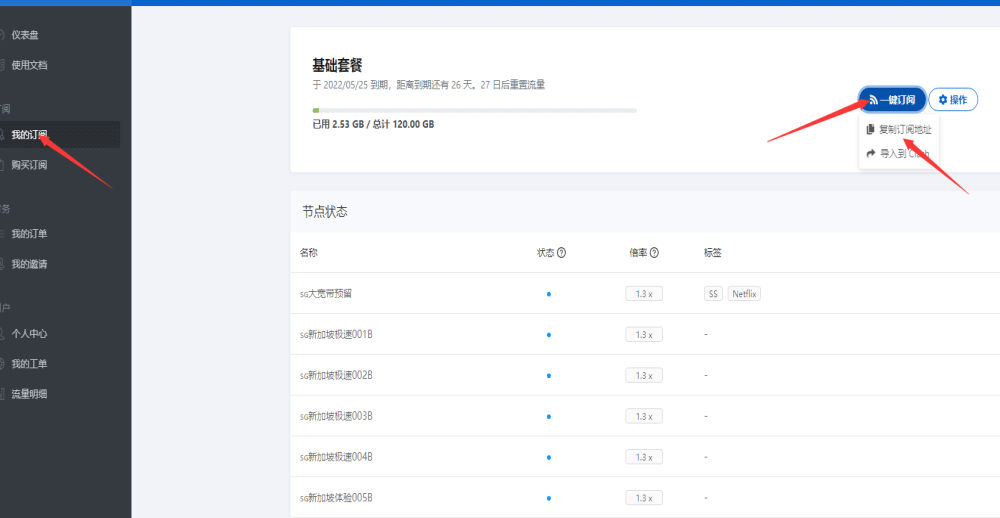 仪表盘
使用文档
阅
我的订阅
购买订阅
务
我的订单
我的邀请
户
个人中心
我的工单
流量明细
基础套餐
于 2022/05/25 到期，距离到期还有 26 天。27 日后重置流量
已用 2.53 GB / 总计 120.00 GB
一键订阅
操作
复制订阅地址
导入到
节点状态
名称 状态 倍率 标签
sg大宽带预留 1.3 x SS Netflix
sg新加坡极速001B 1.3 x -
sg新加坡极速002B 1.3 x -
sg新加坡极速003B 1.3 x -
sg新加坡极速004B 1.3 x -
sg新加坡体验005B 1.3 x -